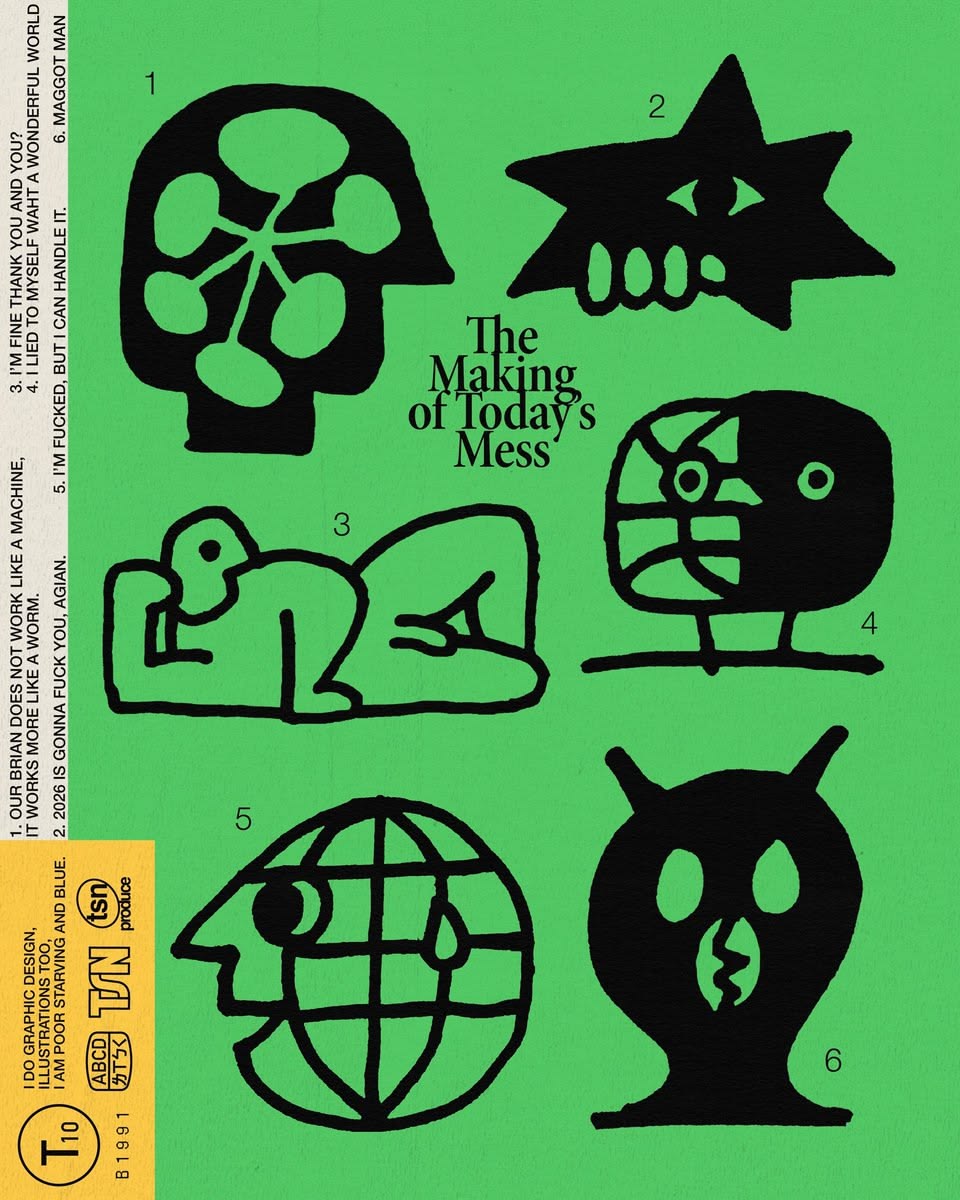 1
2
The
Making
of Today's
Mess
3
4
5
6
1. OUR BRIAN DOES NOT WORK LIKE A MACHINE,
IT WORKS MORE LIKE A WORM.
2. 2026 IS GONNA FUCK YOU, AGIAN.
3. I'M FINE THANK YOU AND YOU?
4. I LIED TO MYSELF WAHT A WONDERFUL WORLD
5. I'M FUCKED, BUT I CAN HANDLE IT.
6. MAGGOT MAN
I DO GRAPHIC DESIGN,
ILLUSTRATIONS TOO,
I AM POOR STARVING AND BLUE.
T10
B1991
ABCD
TSN
tsn
produce